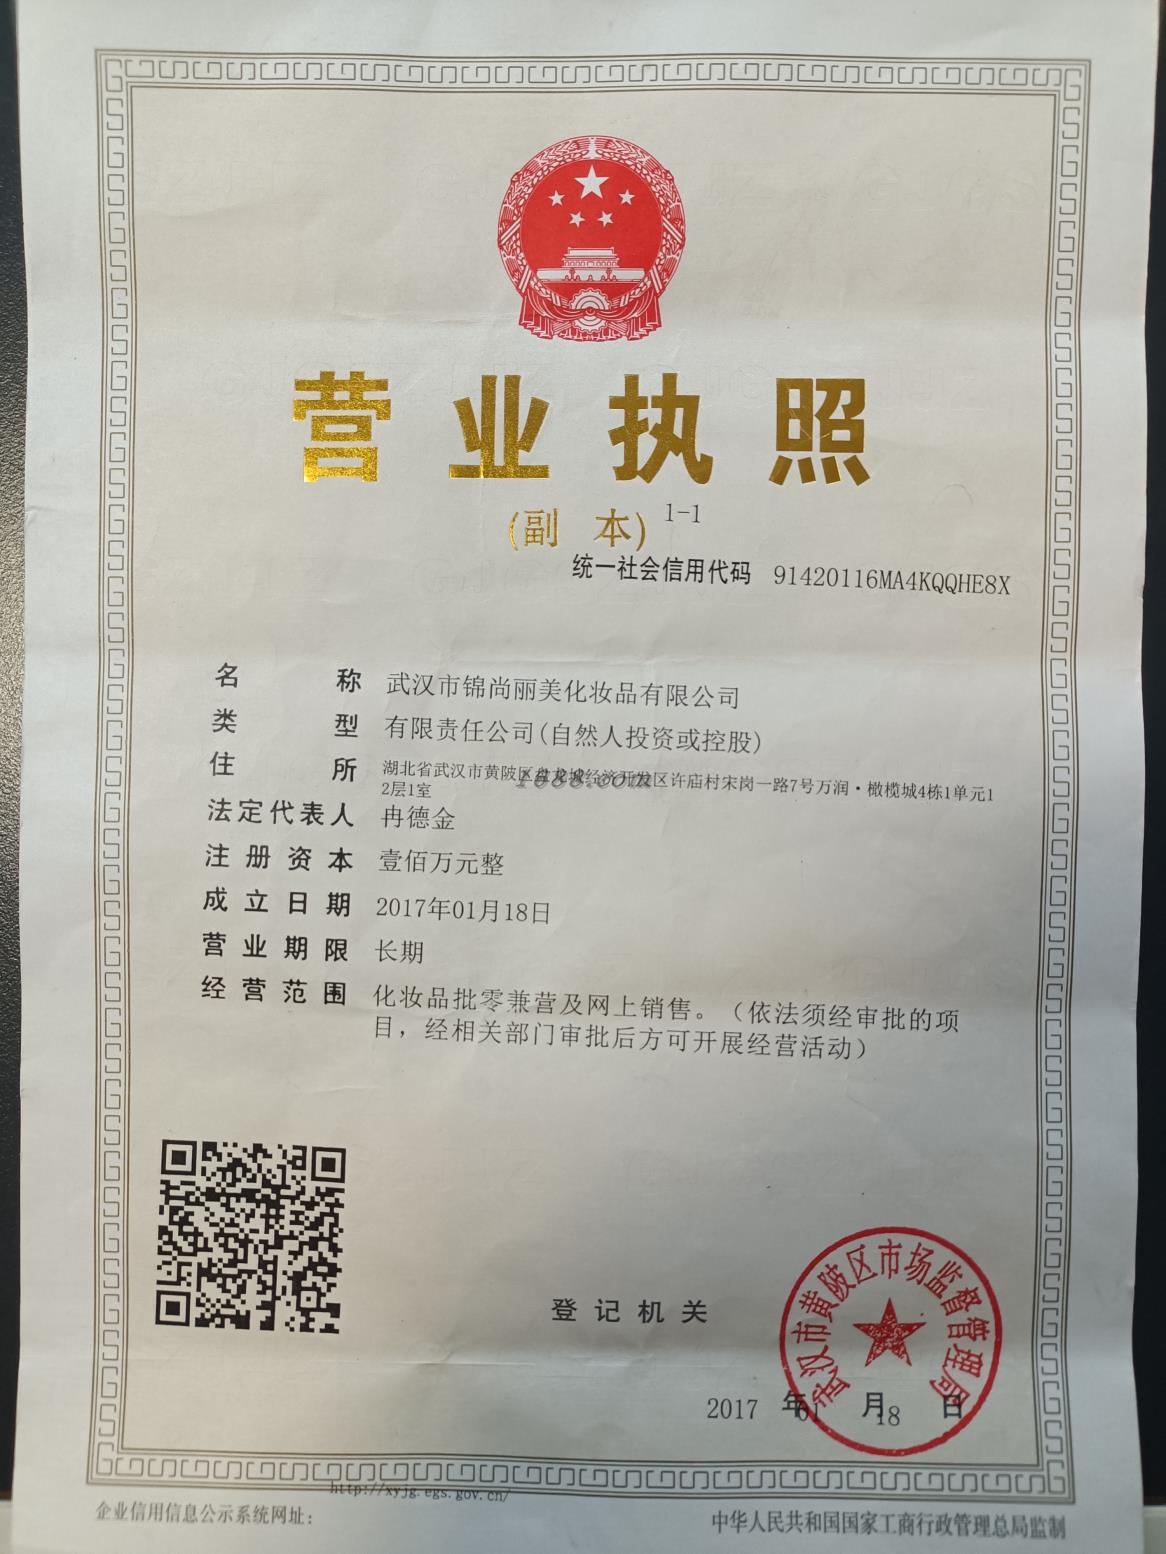 营业执照
(副 本) 1-1
统一社会信用代码 91420116MA4KQQHE8X
名 称 武汉市锦尚丽美化妆品有限公司
类 型 有限责任公司(自然人投资或控股)
住 所 湖北省武汉市黄陂区盘龙城经济开发区许庙村宋岗一路7号万润·橄榄城4栋1单元1
2层1室
1688.com
法定代表人 冉德金
注册资本 壹佰万元整
成立日期 2017年01月18日
营业期限 长期
经营范围 化妆品批零兼营及网上销售。（依法须经审批的项
目，经相关部门审批后方可开展经营活动）
登记机关
武汉市黄陂区市场监督管理局
2017 年 01 月 18 日
http://xyjg.egs.gov.cn/
企业信用信息公示系统网址：
中华人民共和国国家工商行政管理总局监制